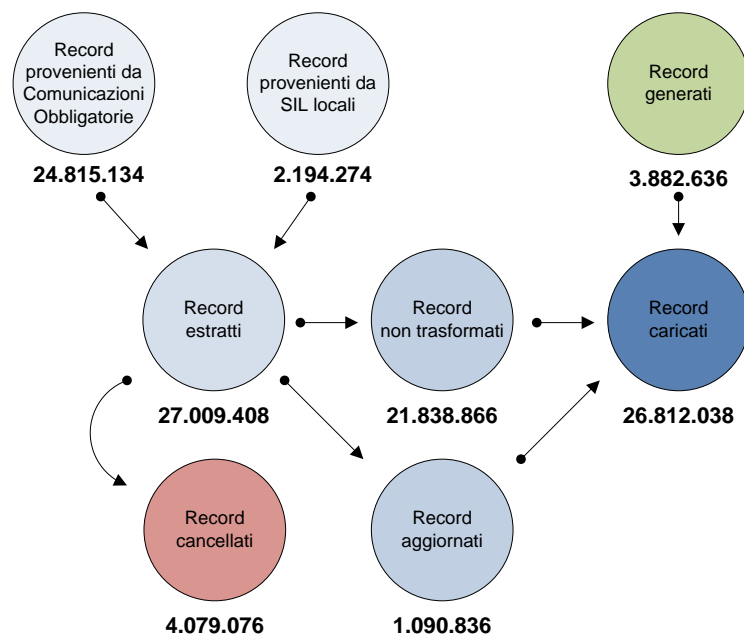 Record
provenienti da
Comunicazioni
Obbligatorie
24.815.134
Record
provenienti da
SIL locali
2.194.274
Record
generati
3.882.636
Record
estratti
27.009.408
Record
non trasformati
21.838.866
Record
caricati
26.812.038
Record
cancellati
4.079.076
Record
aggiornati
1.090.836